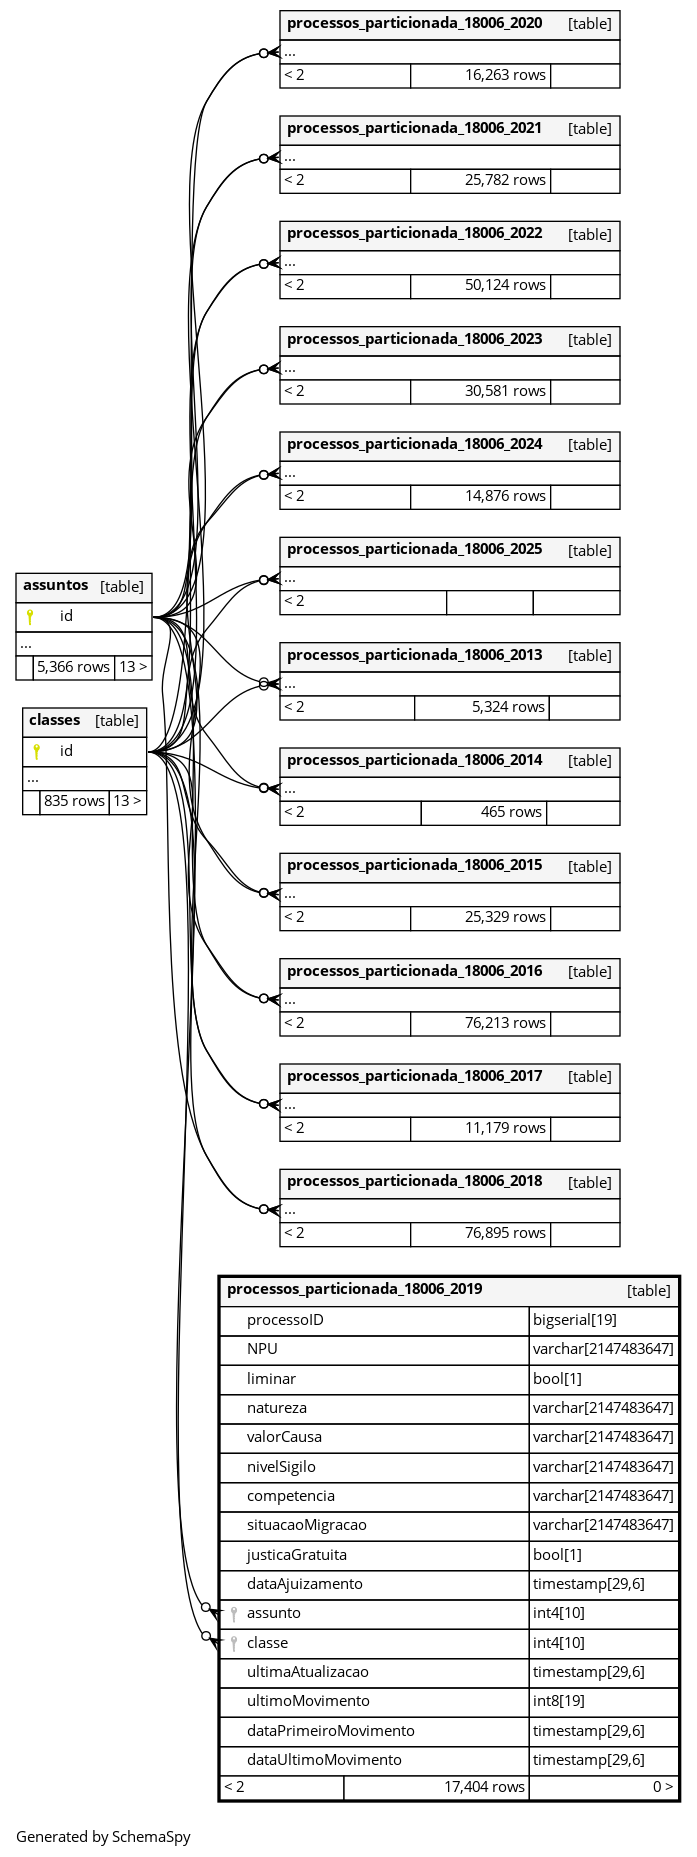 processos_particionada_18006_2020 [table]
...
< 2 16,263 rows
processos_particionada_18006_2021 [table]
...
< 2 25,782 rows
processos_particionada_18006_2022 [table]
...
< 2 50,124 rows
processos_particionada_18006_2023 [table]
...
< 2 30,581 rows
processos_particionada_18006_2024 [table]
...
< 2 14,876 rows
processos_particionada_18006_2025 [table]
...
< 2
assuntos [table]
id
...
5,366 rows 13 >
processos_particionada_18006_2013 [table]
...
< 2 5,324 rows
classes [table]
id
...
835 rows 13 >
processos_particionada_18006_2014 [table]
...
< 2 465 rows
processos_particionada_18006_2015 [table]
...
< 2 25,329 rows
processos_particionada_18006_2016 [table]
...
< 2 76,213 rows
processos_particionada_18006_2017 [table]
...
< 2 11,179 rows
processos_particionada_18006_2018 [table]
...
< 2 76,895 rows
processos_particionada_18006_2019 [table]
processoID bigserial[19]
NPU varchar[2147483647]
liminar bool[1]
natureza varchar[2147483647]
valorCausa varchar[2147483647]
nivelSigilo varchar[2147483647]
competencia varchar[2147483647]
situacaoMigracao varchar[2147483647]
justicaGratuita bool[1]
dataAjuizamento timestamp[29,6]
assunto int4[10]
classe int4[10]
ultimaAtualizacao timestamp[29,6]
ultimoMovimento int8[19]
dataPrimeiroMovimento timestamp[29,6]
dataUltimoMovimento timestamp[29,6]
< 2 17,404 rows 0 >
Generated by SchemaSpy